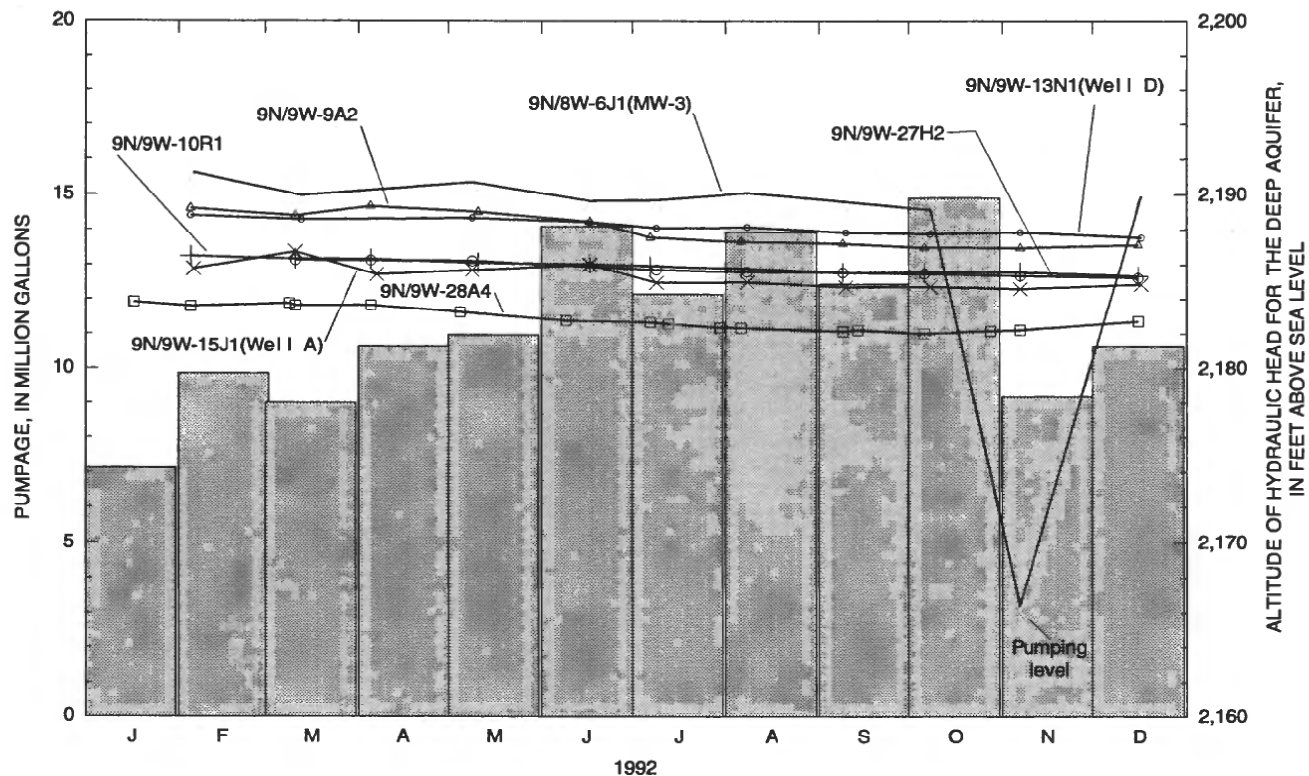 20
15
10
5
0
PUMPAGE, IN MILLION GALLONS
2,200
2,190
2,180
2,170
2,160
ALTITUDE OF HYDRAULIC HEAD FOR THE DEEP AQUIFER,
IN FEET ABOVE SEA LEVEL
9N/9W-10R1
9N/9W-9A2
9N/8W-6J1(MW-3)
9N/9W-27H2
9N/9W-13N1(Well D)
9N/9W-28A4
9N/9W-15J1(Well A)
Pumping
level
J F M A M J J A S O N D
1992